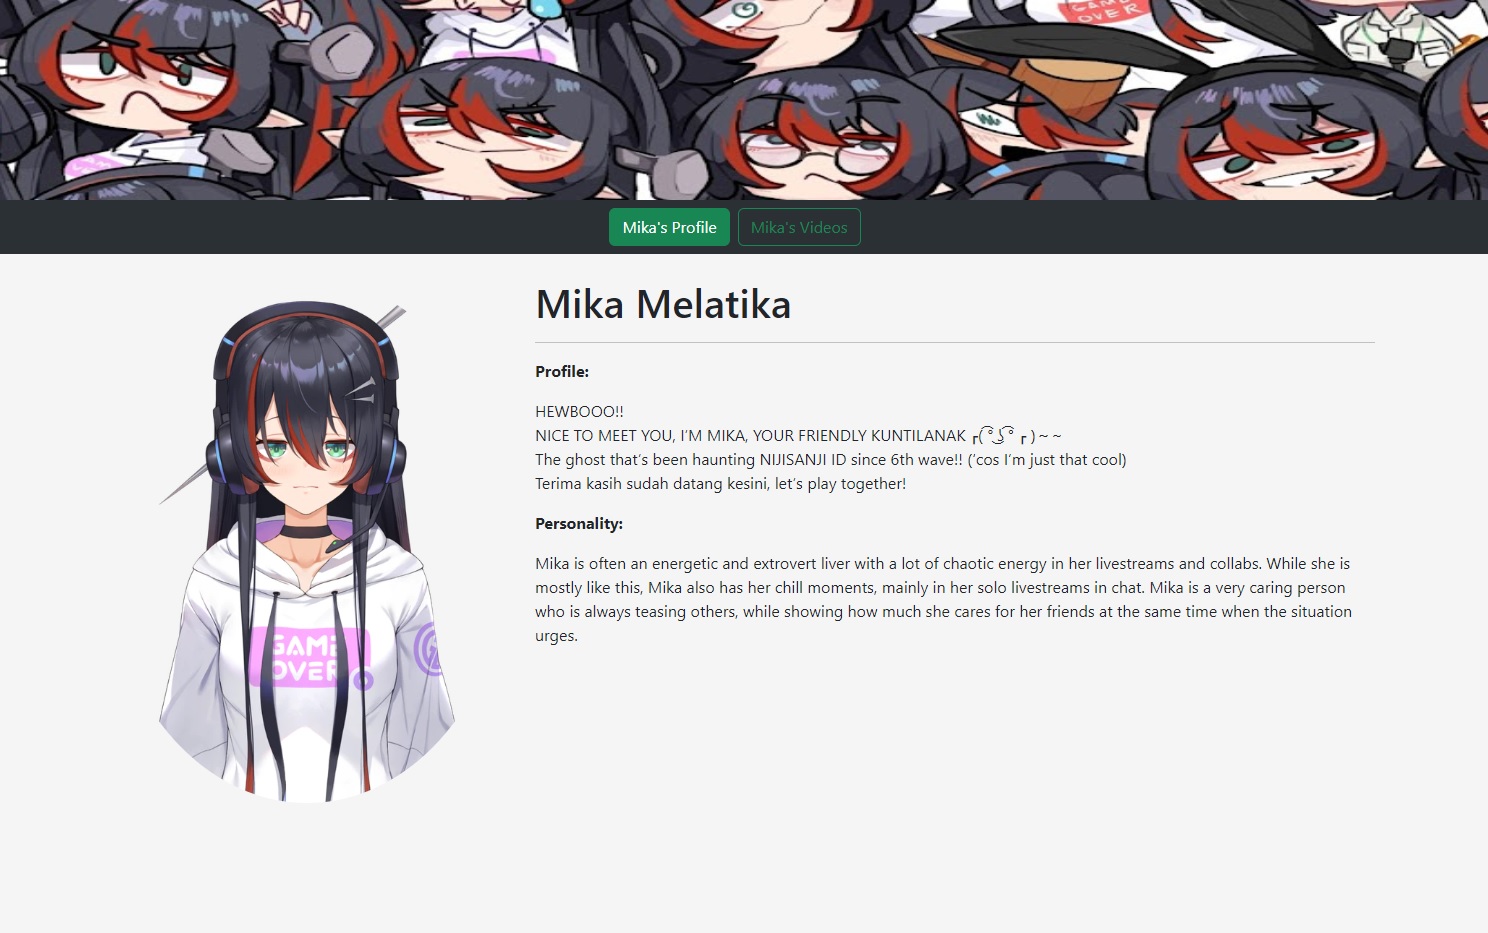 OVER
Mika's Profile
Mika's Videos
Mika Melatika
Profile:
HEWBOOO!!
NICE TO MEET YOU, I’M MIKA, YOUR FRIENDLY KUNTILANAK ┌( ͡° ͜ʖ ͡° ┌ ) ~ ~
The ghost that’s been haunting NIJISANJI ID since 6th wave!! (’cos I’m just that cool)
Terima kasih sudah datang kesini, let’s play together!
Personality:
Mika is often an energetic and extrovert liver with a lot of chaotic energy in her livestreams and collabs. While she is
mostly like this, Mika also has her chill moments, mainly in her solo livestreams in chat. Mika is a very caring person
who is always teasing others, while showing how much she cares for her friends at the same time when the situation
urges.
GAME
OVER